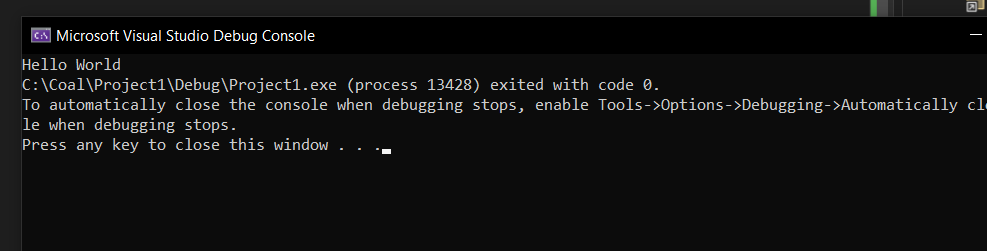 Microsoft Visual Studio Debug Console
Hello World
C:\Coal\Project1\Debug\Project1.exe (process 13428) exited with code 0.
To automatically close the console when debugging stops, enable Tools->Options->Debugging->Automatically clo
le when debugging stops.
Press any key to close this window . . .